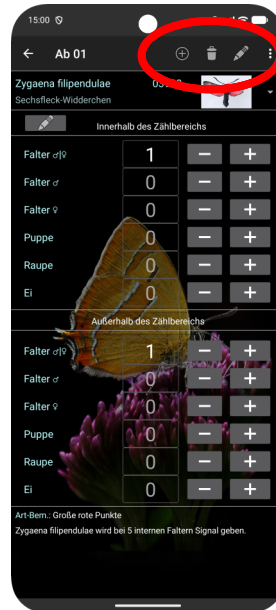 15:00
Ab 01
Zygaena filipendulae
Sechsfleck-Widderchen
Innerhalb des Zählbereichs
Falter ♂|♀ 1 − +
Falter ♂ 0 − +
Falter ♀ 0 − +
Puppe 0 − +
Raupe 0 − +
Ei 0 − +
Außerhalb des Zählbereichs
Falter ♂|♀ 1 − +
Falter ♂ 0 − +
Falter ♀ 0 − +
Puppe 0 − +
Raupe 0 − +
Ei 0 − +
Art-Bem.: Große rote Punkte
Zygaena filipendulae wird bei 5 internen Faltern Signal geben.